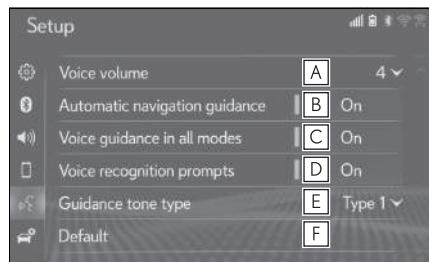 Setup
Voice volume A 4
Automatic navigation guidance B On
Voice guidance in all modes C On
Voice recognition prompts D On
Guidance tone type E Type 1
Default F